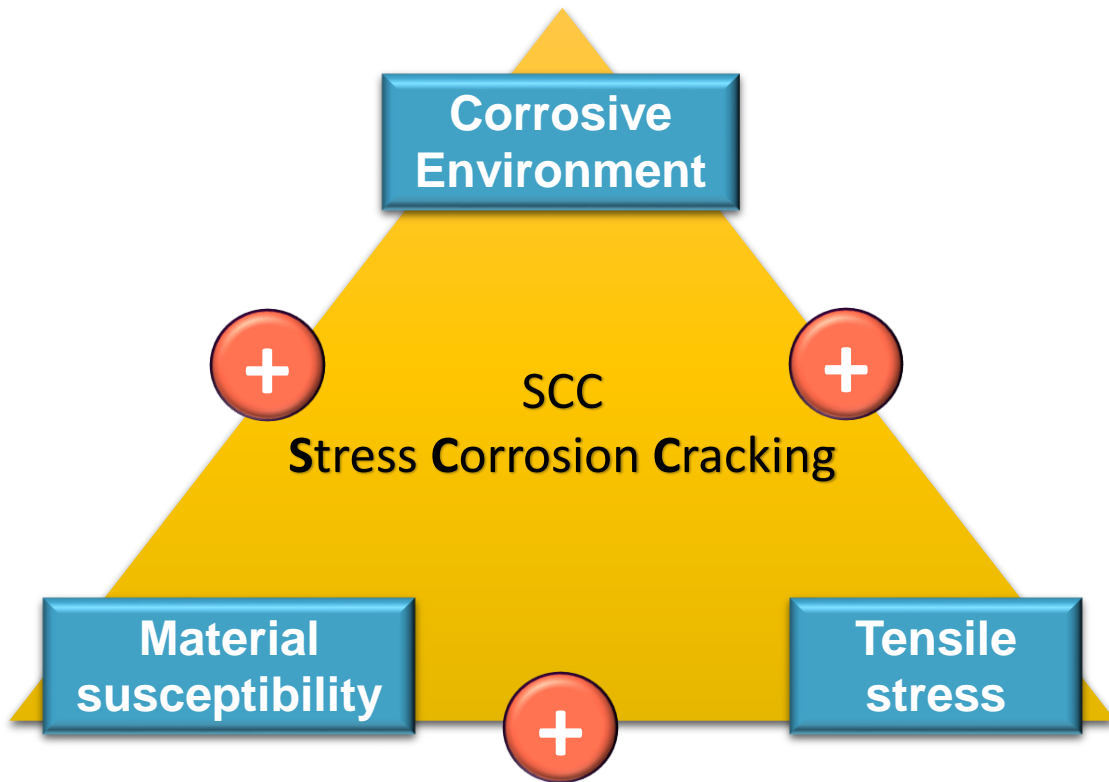 Corrosive
Environment
+
+
SCC
Stress Corrosion Cracking
Material
susceptibility
Tensile
stress
+